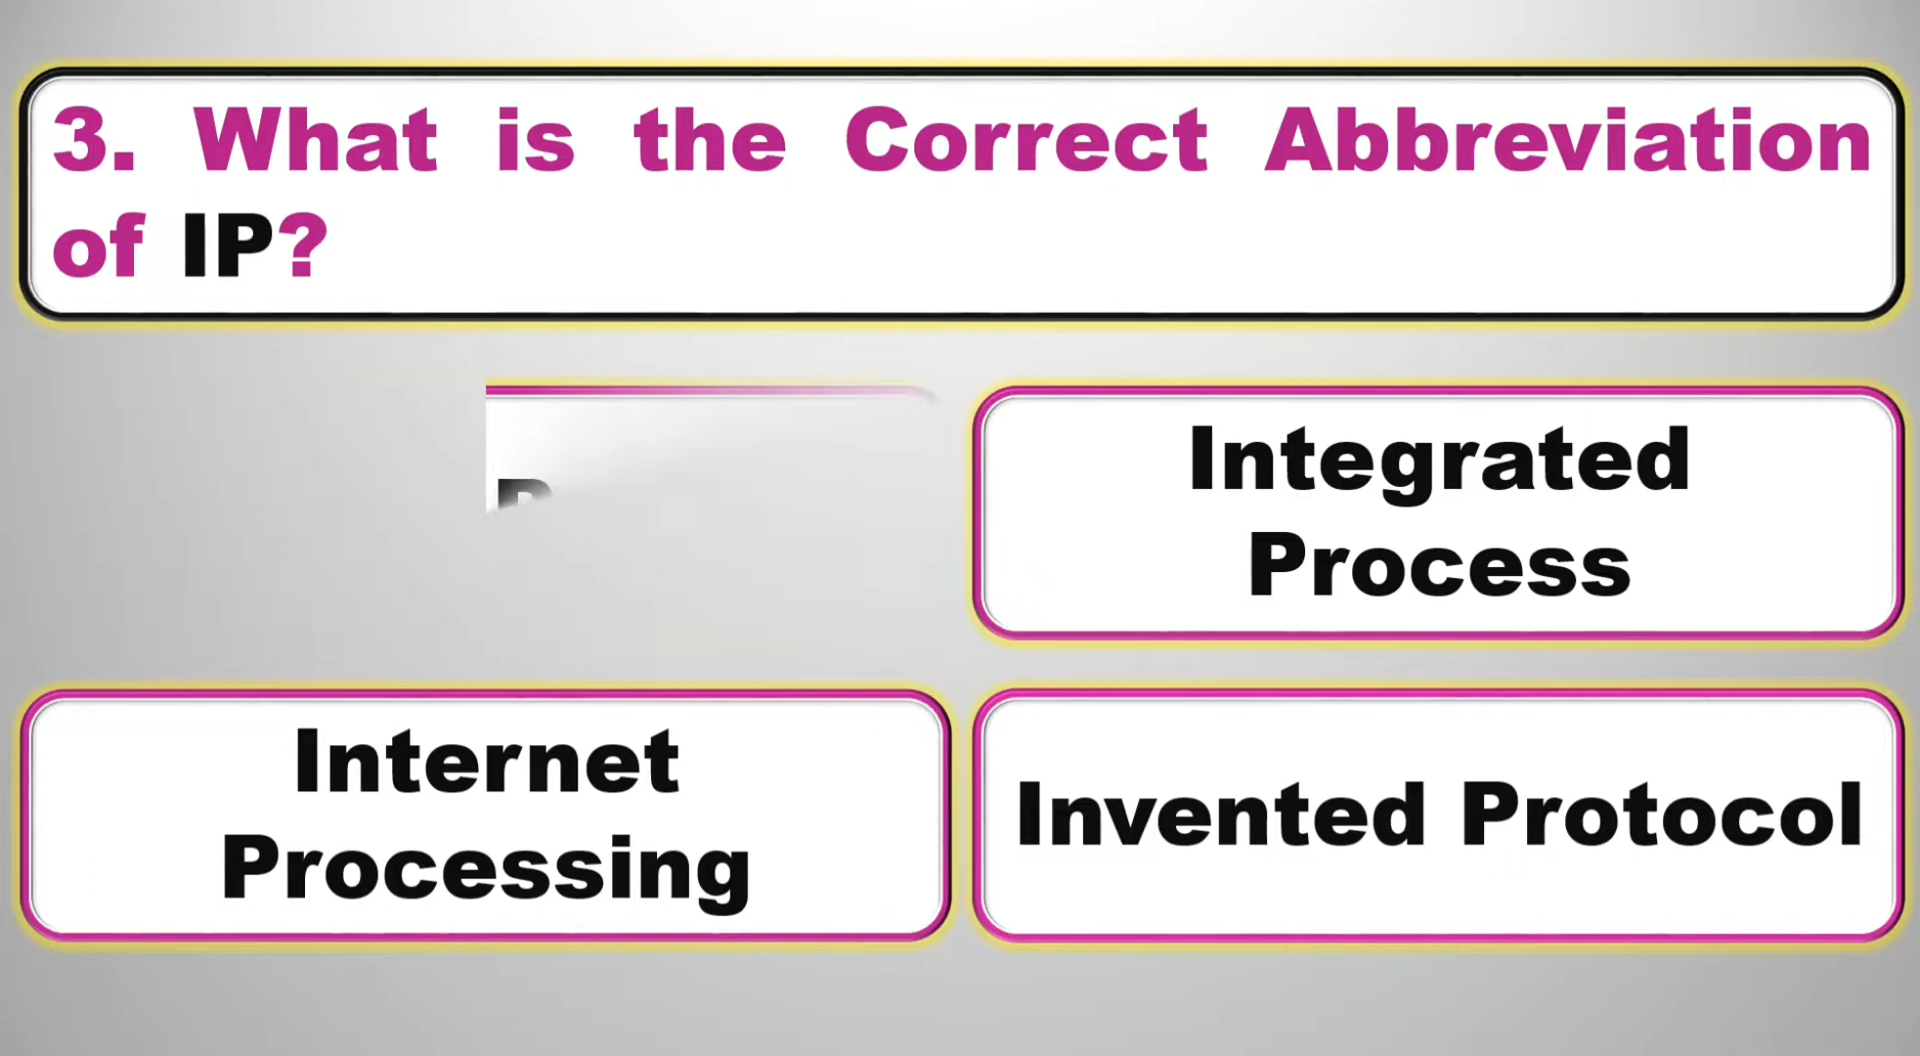 3. What is the Correct Abbreviation
of IP?
Integrated
Process
Internet
Processing
Invented Protocol